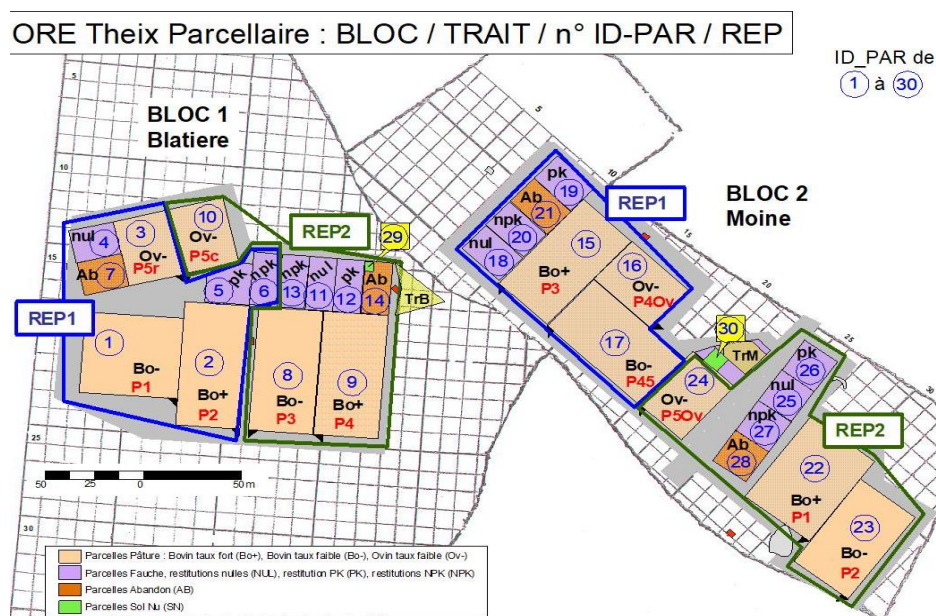 ORE Theix Parcellaire : BLOC / TRAIT / n° ID-PAR / REP
ID_PAR de
1 à 30
BLOC 1
Blatiere
BLOC 2
Moine
REP1
REP2
REP1
REP2
5
10
15
25
30
5
10
15
25
30
nul 4
Ab 7
3
Ov-
P5r
10
Ov-
P5c
pk 5
npk 6
npk 13
nul 11
pk 12
Ab 14
29
TrB
1
Bo-
P1
2
Bo+
P2
8
Bo-
P3
9
Bo+
P4
pk 19
Ab 21
npk 20
nul 18
15
Bo+
P3
16
Ov-
P4Ov
17
Bo-
P45
30
TrM
24
Ov-
P5Ov
pk 26
nul 25
npk 27
Ab 28
22
Bo+
P1
23
Bo-
P2
50 25 0 50 m
Parcelles Pâture : Bovin taux fort (Bo+), Bovin taux faible (Bo-), Ovin taux faible (Ov-)
Parcelles Fauche, restitutions nulles (NUL), restitution PK (PK), restitutions NPK (NPK)
Parcelles Abandon (AB)
Parcelles Sol Nu (SN)